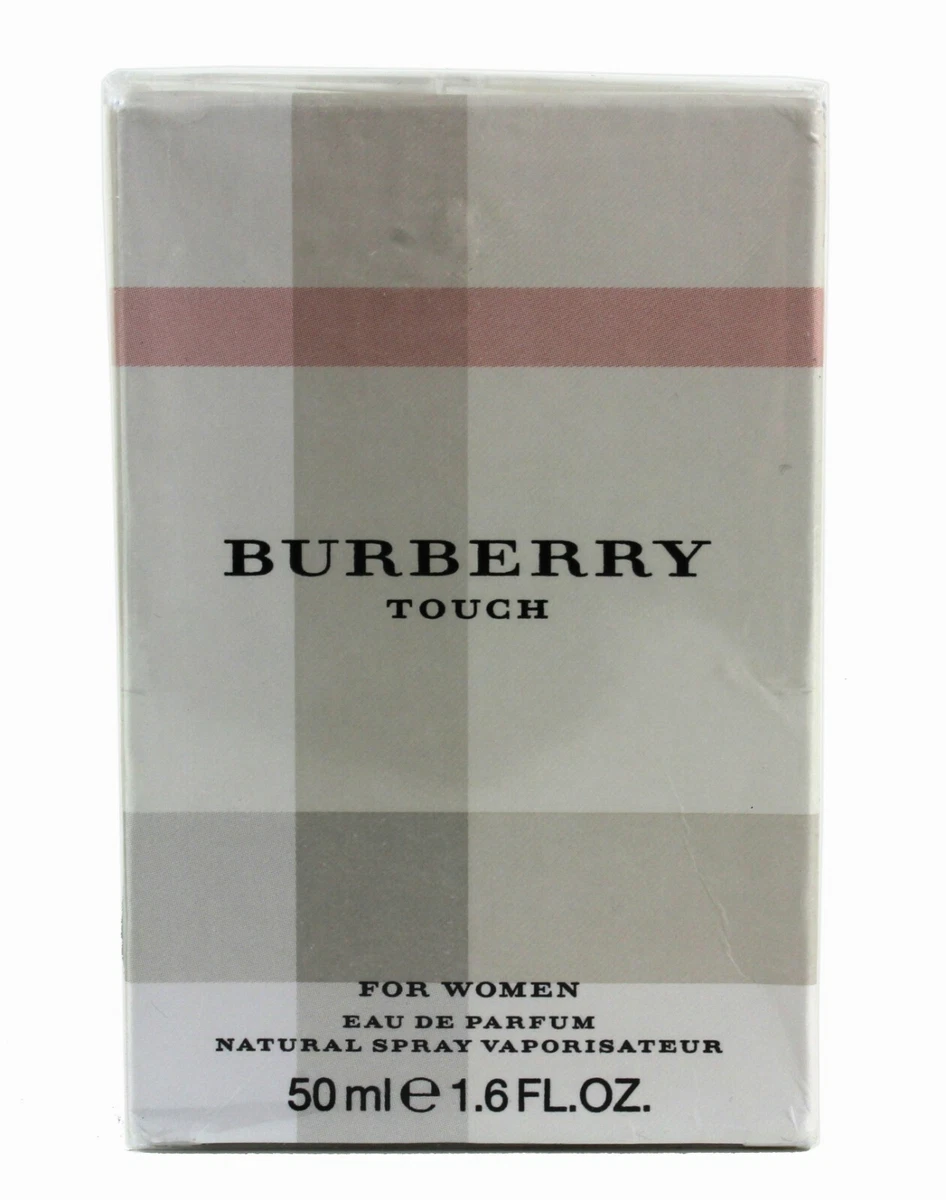 BURBERRY
TOUCH
FOR WOMEN
EAU DE PARFUM
NATURAL SPRAY VAPORISATEUR
50 ml ℮ 1.6 FL.OZ.